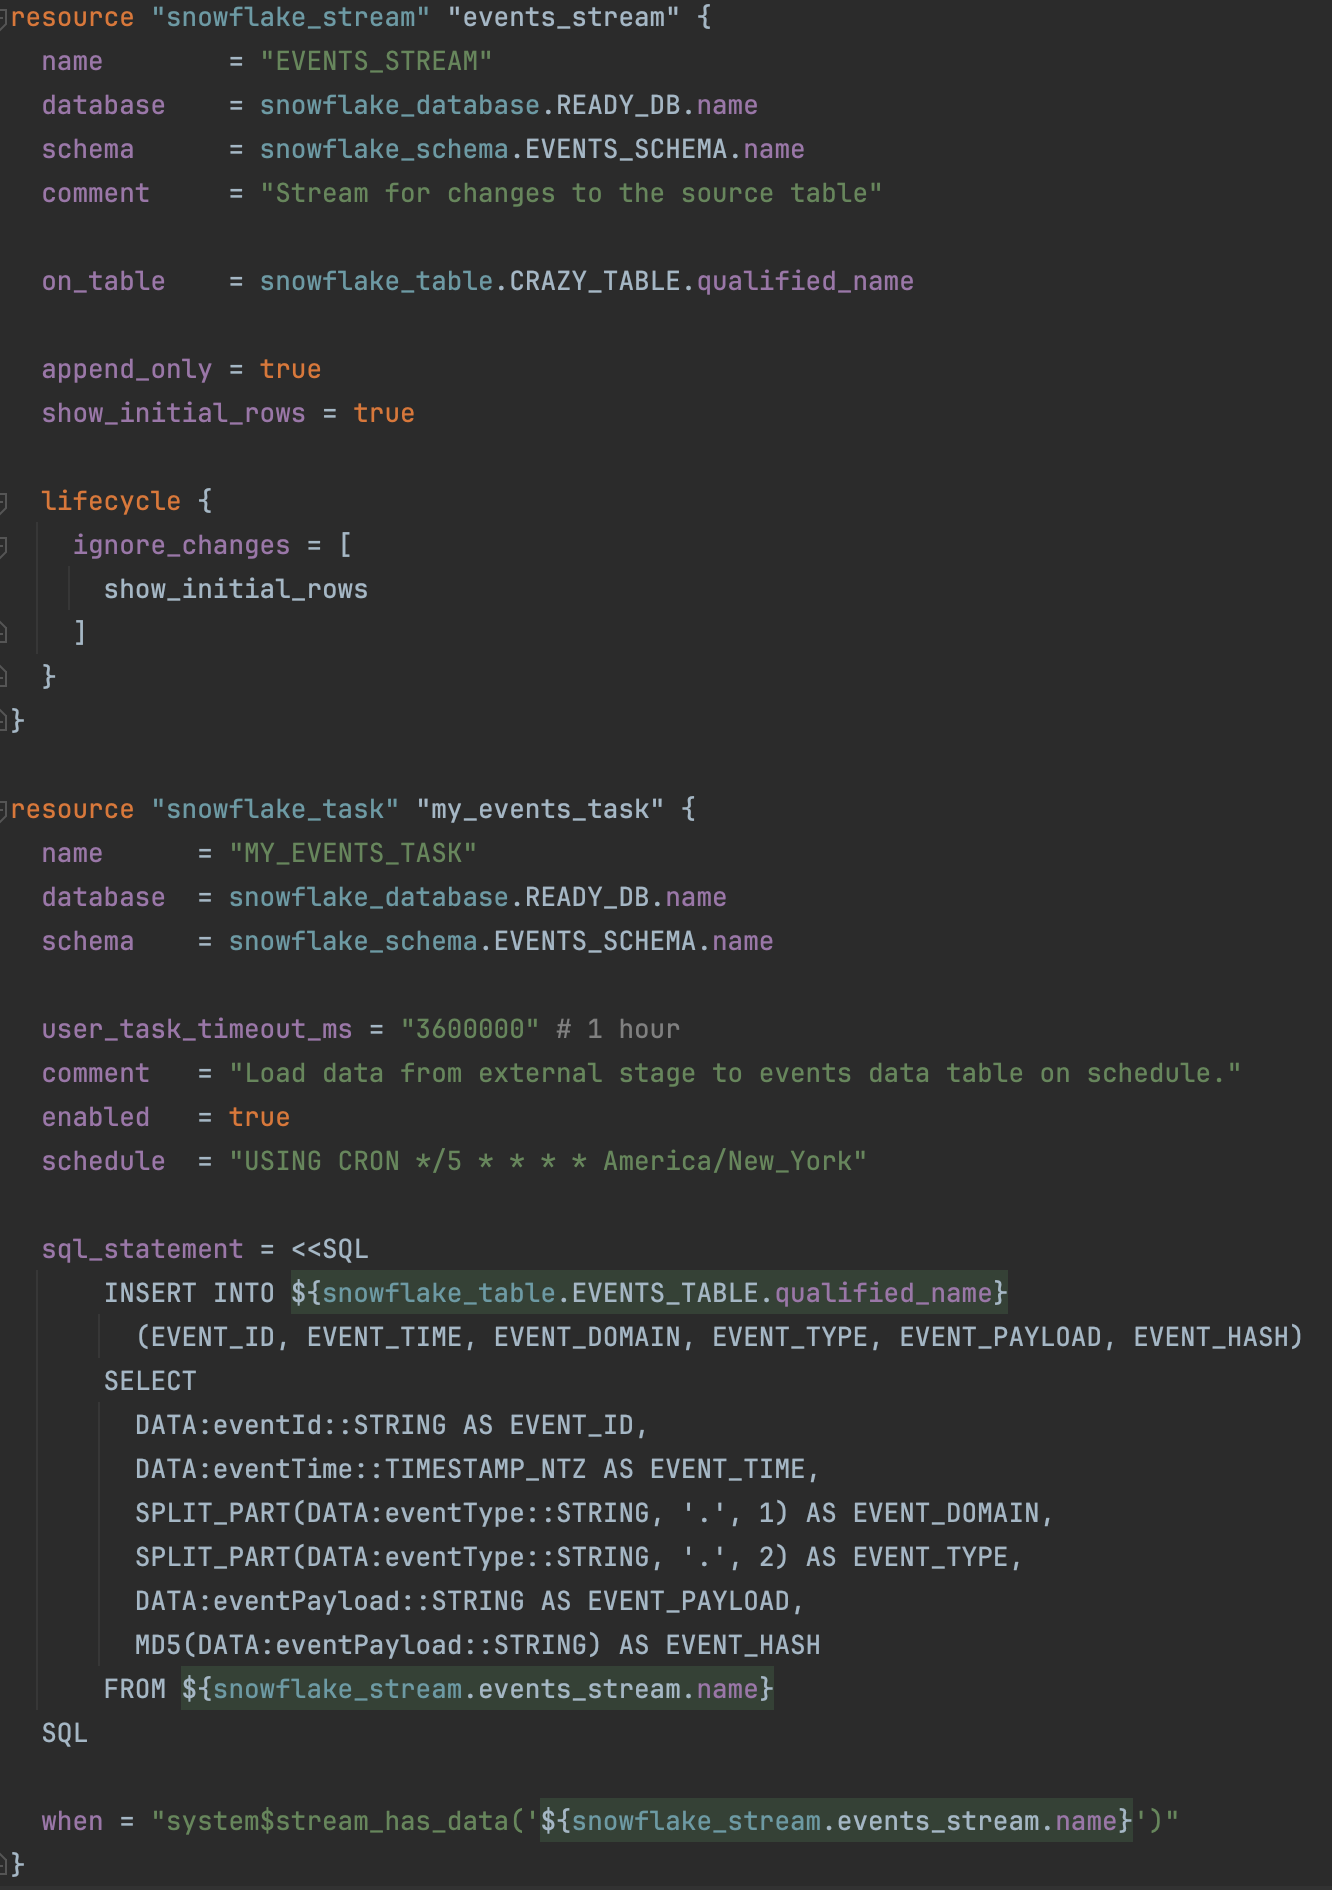 resource "snowflake_stream" "events_stream" {
  name        = "EVENTS_STREAM"
  database    = snowflake_database.READY_DB.name
  schema      = snowflake_schema.EVENTS_SCHEMA.name
  comment     = "Stream for changes to the source table"

  on_table    = snowflake_table.CRAZY_TABLE.qualified_name

  append_only = true
  show_initial_rows = true

  lifecycle {
    ignore_changes = [
      show_initial_rows
    ]
  }
}

resource "snowflake_task" "my_events_task" {
  name      = "MY_EVENTS_TASK"
  database  = snowflake_database.READY_DB.name
  schema    = snowflake_schema.EVENTS_SCHEMA.name

  user_task_timeout_ms = "3600000" # 1 hour
  comment   = "Load data from external stage to events data table on schedule."
  enabled   = true
  schedule  = "USING CRON */5 * * * * America/New_York"

  sql_statement = <<SQL
      INSERT INTO ${snowflake_table.EVENTS_TABLE.qualified_name}
        (EVENT_ID, EVENT_TIME, EVENT_DOMAIN, EVENT_TYPE, EVENT_PAYLOAD, EVENT_HASH)
      SELECT
        DATA:eventId::STRING AS EVENT_ID,
        DATA:eventTime::TIMESTAMP_NTZ AS EVENT_TIME,
        SPLIT_PART(DATA:eventType::STRING, '.', 1) AS EVENT_DOMAIN,
        SPLIT_PART(DATA:eventType::STRING, '.', 2) AS EVENT_TYPE,
        DATA:eventPayload::STRING AS EVENT_PAYLOAD,
        MD5(DATA:eventPayload::STRING) AS EVENT_HASH
      FROM ${snowflake_stream.events_stream.name}
  SQL

  when = "system$stream_has_data('${snowflake_stream.events_stream.name}')"
}